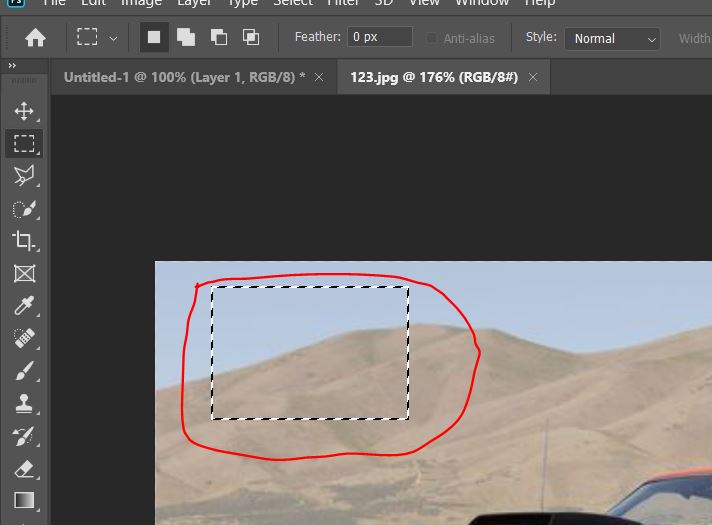 File Edit Image Layer Type Select Filter 3D View Window Help
Feather: 0 px Anti-alias Style: Normal Width
Untitled-1 @ 100% (Layer 1, RGB/8) * × 123.jpg @ 176% (RGB/8#) ×